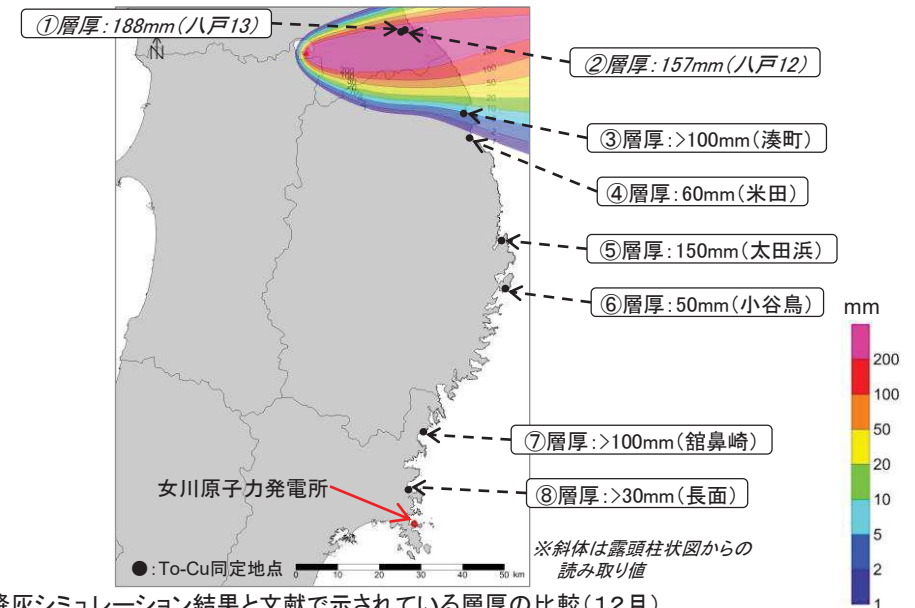 ①層厚:188mm(八戸13)
N
②層厚:157mm(八戸12)
③層厚:>100mm(湊町)
④層厚:60mm(米田)
⑤層厚:150mm(太田浜)
⑥層厚:50mm(小谷鳥)
mm
200
100
50
20
10
5
2
1
⑦層厚:>100mm(舘鼻崎)
女川原子力発電所
⑧層厚:>30mm(長面)
※斜体は露頭柱状図からの
読み取り値
●:To-Cu同定地点
0 10 20 30 40 50 km
降灰シミュレーション結果と文献で示されている層厚の比較(12月)